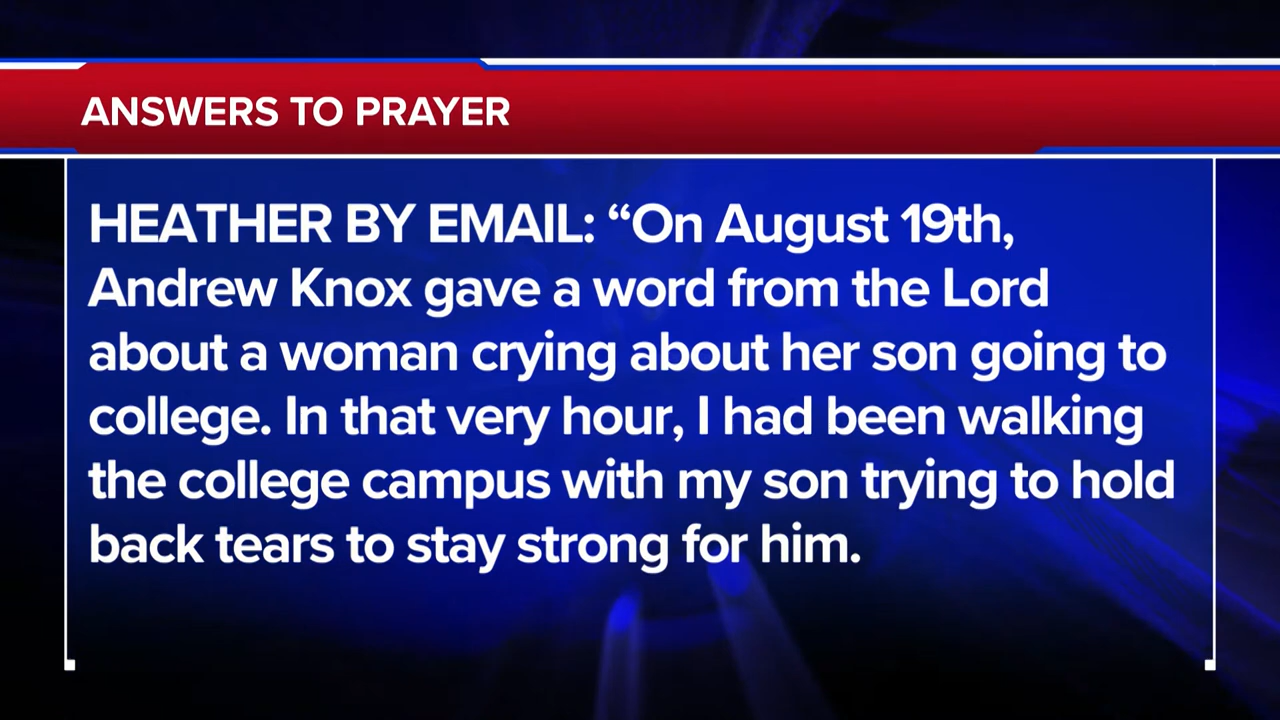 ANSWERS TO PRAYER
HEATHER BY EMAIL: “On August 19th,
Andrew Knox gave a word from the Lord
about a woman crying about her son going to
college. In that very hour, I had been walking
the college campus with my son trying to hold
back tears to stay strong for him.